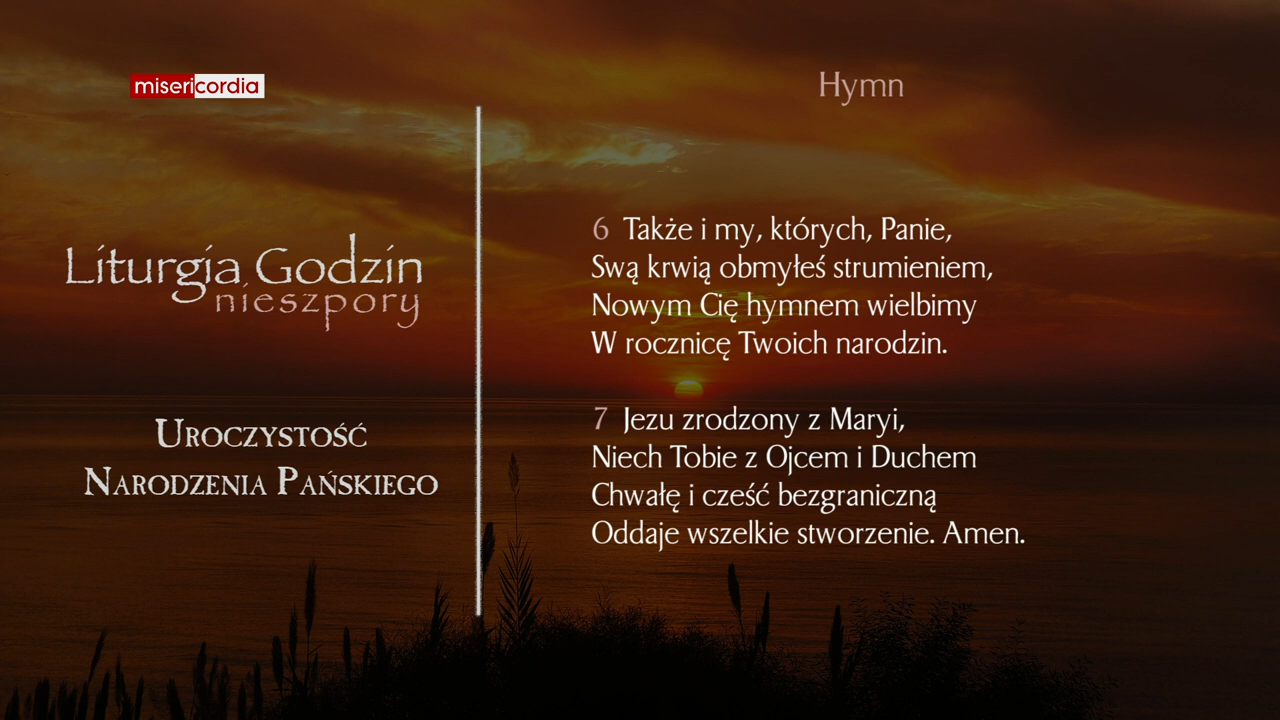 misericordia
Liturgia Godzin
nieszpory
Uroczystość
Narodzenia Pańskiego
Hymn
6 Także i my, których, Panie,
Swą krwią obmyłeś strumieniem,
Nowym Cię hymnem wielbimy
W rocznicę Twoich narodzin.
7 Jezu zrodzony z Maryi,
Niech Tobie z Ojcem i Duchem
Chwałę i cześć bezgraniczną
Oddaje wszelkie stworzenie. Amen.